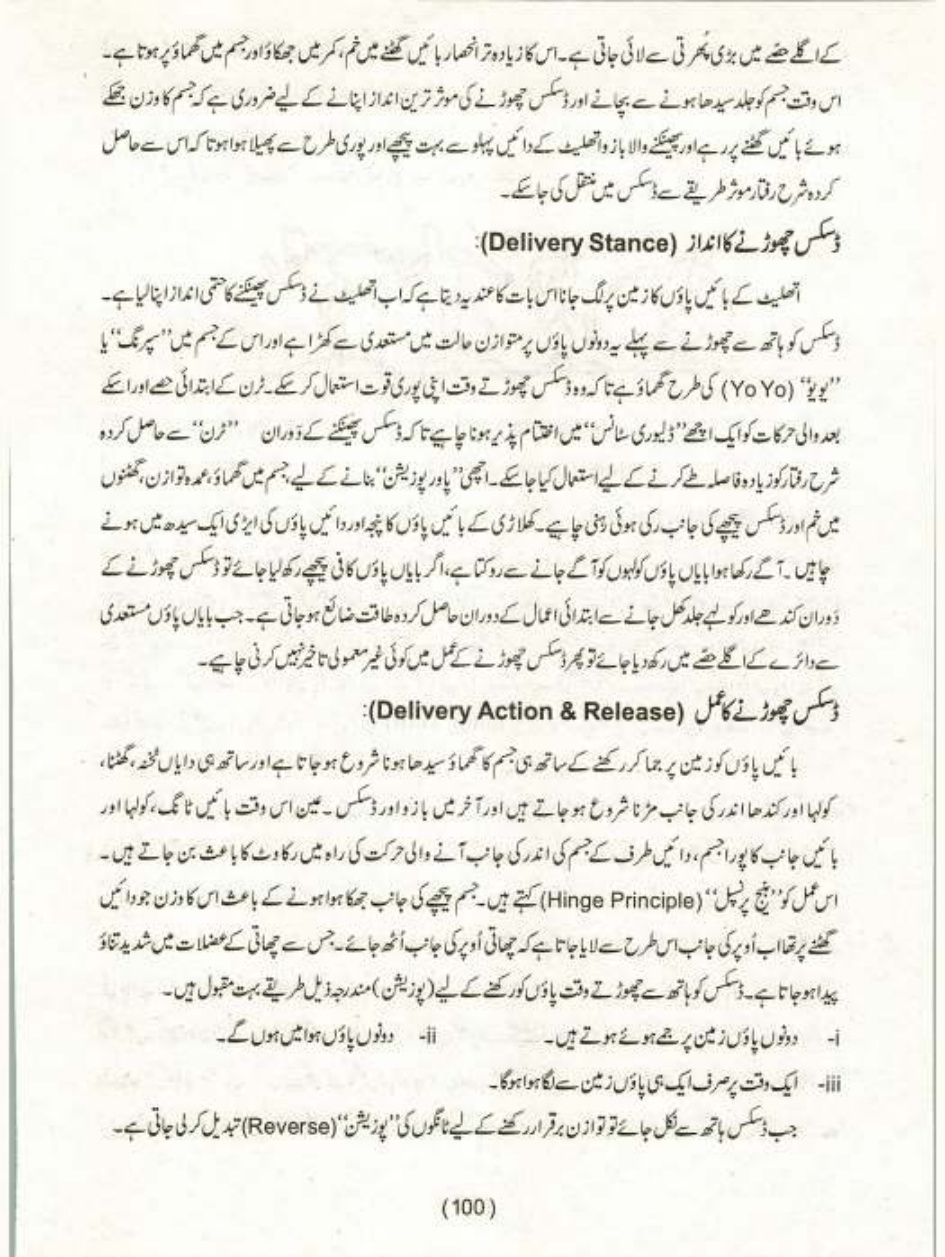 کے اگلے حصّے میں بڑی پُھرتی سے لائی جاتی ہے۔ اس کا زیادہ تر انحصار بائیں گھٹنے میں خم، کمر میں جھکاؤ اور جسم میں گھماؤ پر ہوتا ہے۔
اس وقت جسم کو جلد سیدھا ہونے سے بچانے اور ڈسکس چھوڑنے کی موثر ترین انداز اپنانے کے لیے ضروری ہے کہ جسم کا وزن جھکے
ہوئے بائیں گھٹنے پر رہے اور پھینکنے والا بازو اتھلیٹ کے دائیں پہلو سے بہت پیچھے اور پوری طرح سے پھیلا ہوا ہوتا کہ اس سے حاصل
کردہ شرح رفتار موثر طریقے سے ڈسکس میں منتقل کی جا سکے۔
ڈسکس چھوڑنے کا انداز (Delivery Stance):
اتھلیٹ کے بائیں پاؤں کا زمین پر لگ جانا اس بات کا عندیہ دیتا ہے کہ اب اتھلیٹ نے ڈسکس پھینکنے کا حتمی انداز اپنا لیا ہے۔
ڈسکس کو ہاتھ سے چھوڑنے سے پہلے یہ دونوں پاؤں پر متوازن حالت میں مستعدی سے کھڑا ہے اور اس کے جسم میں ”سپرنگ“ یا
”یویو“ (Yo Yo) کی طرح گھماؤ ہے تاکہ وہ ڈسکس چھوڑتے وقت اپنی پوری قوت استعمال کر سکے۔ ٹرن کے ابتدائی حصے اور اسکے
بعد والی حرکات کو ایک اچھے ”ڈلیوری سٹانس“ میں اختتام پذیر ہونا چاہیے تاکہ ڈسکس پھینکنے کے دَوران ”ٹرن“ سے حاصل کردہ
شرح رفتار کو زیادہ فاصلہ طے کرنے کے لیے استعمال کیا جا سکے۔ اچھی ”پاور پوزیشن“ بنانے کے لیے، جسم میں گھماؤ، عمدہ توازن، گھٹنوں
میں خم اور ڈسکس پیچھے کی جانب رکی ہوئی رہنی چاہیے۔ کھلاڑی کے بائیں پاؤں کا پنجہ اور دائیں پاؤں کی ایڑی ایک سیدھ میں ہونے
چاہیں۔ آگے رکھا ہوا بایاں پاؤں کولہوں کو آگے جانے سے روکتا ہے، اگر بایاں پاؤں کافی پیچھے رکھ لیا جائے تو ڈسکس چھوڑنے کے
دَوران کندھے اور کولہے جلد کھل جانے سے ابتدائی اعمال کے دوران حاصل کردہ طاقت ضائع ہو جاتی ہے۔ جب بایاں پاؤں مستعدی
سے دائرے کے اگلے حصّے میں رکھ دیا جائے تو پھر ڈسکس چھوڑنے کے عمل میں کوئی غیر معمولی تاخیر نہیں کرنی چاہیے۔
ڈسکس چھوڑنے کا عمل (Delivery Action & Release):
بائیں پاؤں کو زمین پر جما کر رکھنے کے ساتھ ہی جسم کا گھماؤ سیدھا ہونا شروع ہو جاتا ہے اور ساتھ ہی دایاں ٹخنہ، گھٹنا،
کولہا اور کندھا اندر کی جانب مڑنا شروع ہو جاتے ہیں اور آخر میں بازو اور ڈسکس۔ عین اس وقت بائیں ٹانگ، کولہا اور
بائیں جانب کا پورا جسم، دائیں طرف کے جسم کی اندر کی جانب آنے والی حرکت کی راہ میں رکاوٹ کا باعث بن جاتے ہیں۔
اس عمل کو ”ہنج پرنسپل“ (Hinge Principle) کہتے ہیں۔ جسم پیچھے کی جانب جھکا ہوا ہونے کے باعث اس کا وزن جو دائیں
گھٹنے پر تھا اب اُوپر کی جانب اس طرح سے لایا جاتا ہے کہ چھاتی اُوپر کی جانب اُٹھ جائے۔ جس سے چھاتی کے عضلات میں شدید تناؤ
پیدا ہو جاتا ہے۔ ڈسکس کو ہاتھ سے چھوڑتے وقت پاؤں کو رکھنے کے لیے (پوزیشن) مندرجہ ذیل طریقے بہت مقبول ہیں۔
i- دونوں پاؤں زمین پر جمے ہوئے ہوتے ہیں۔ ii- دونوں پاؤں ہوا میں ہوں گے۔
iii- ایک وقت پر صرف ایک ہی پاؤں زمین سے لگا ہوا ہوگا۔
جب ڈسکس ہاتھ سے نکل جائے تو توازن برقرار رکھنے کے لیے ٹانگوں کی ”پوزیشن“ (Reverse) تبدیل کر لی جاتی ہے۔
(100)